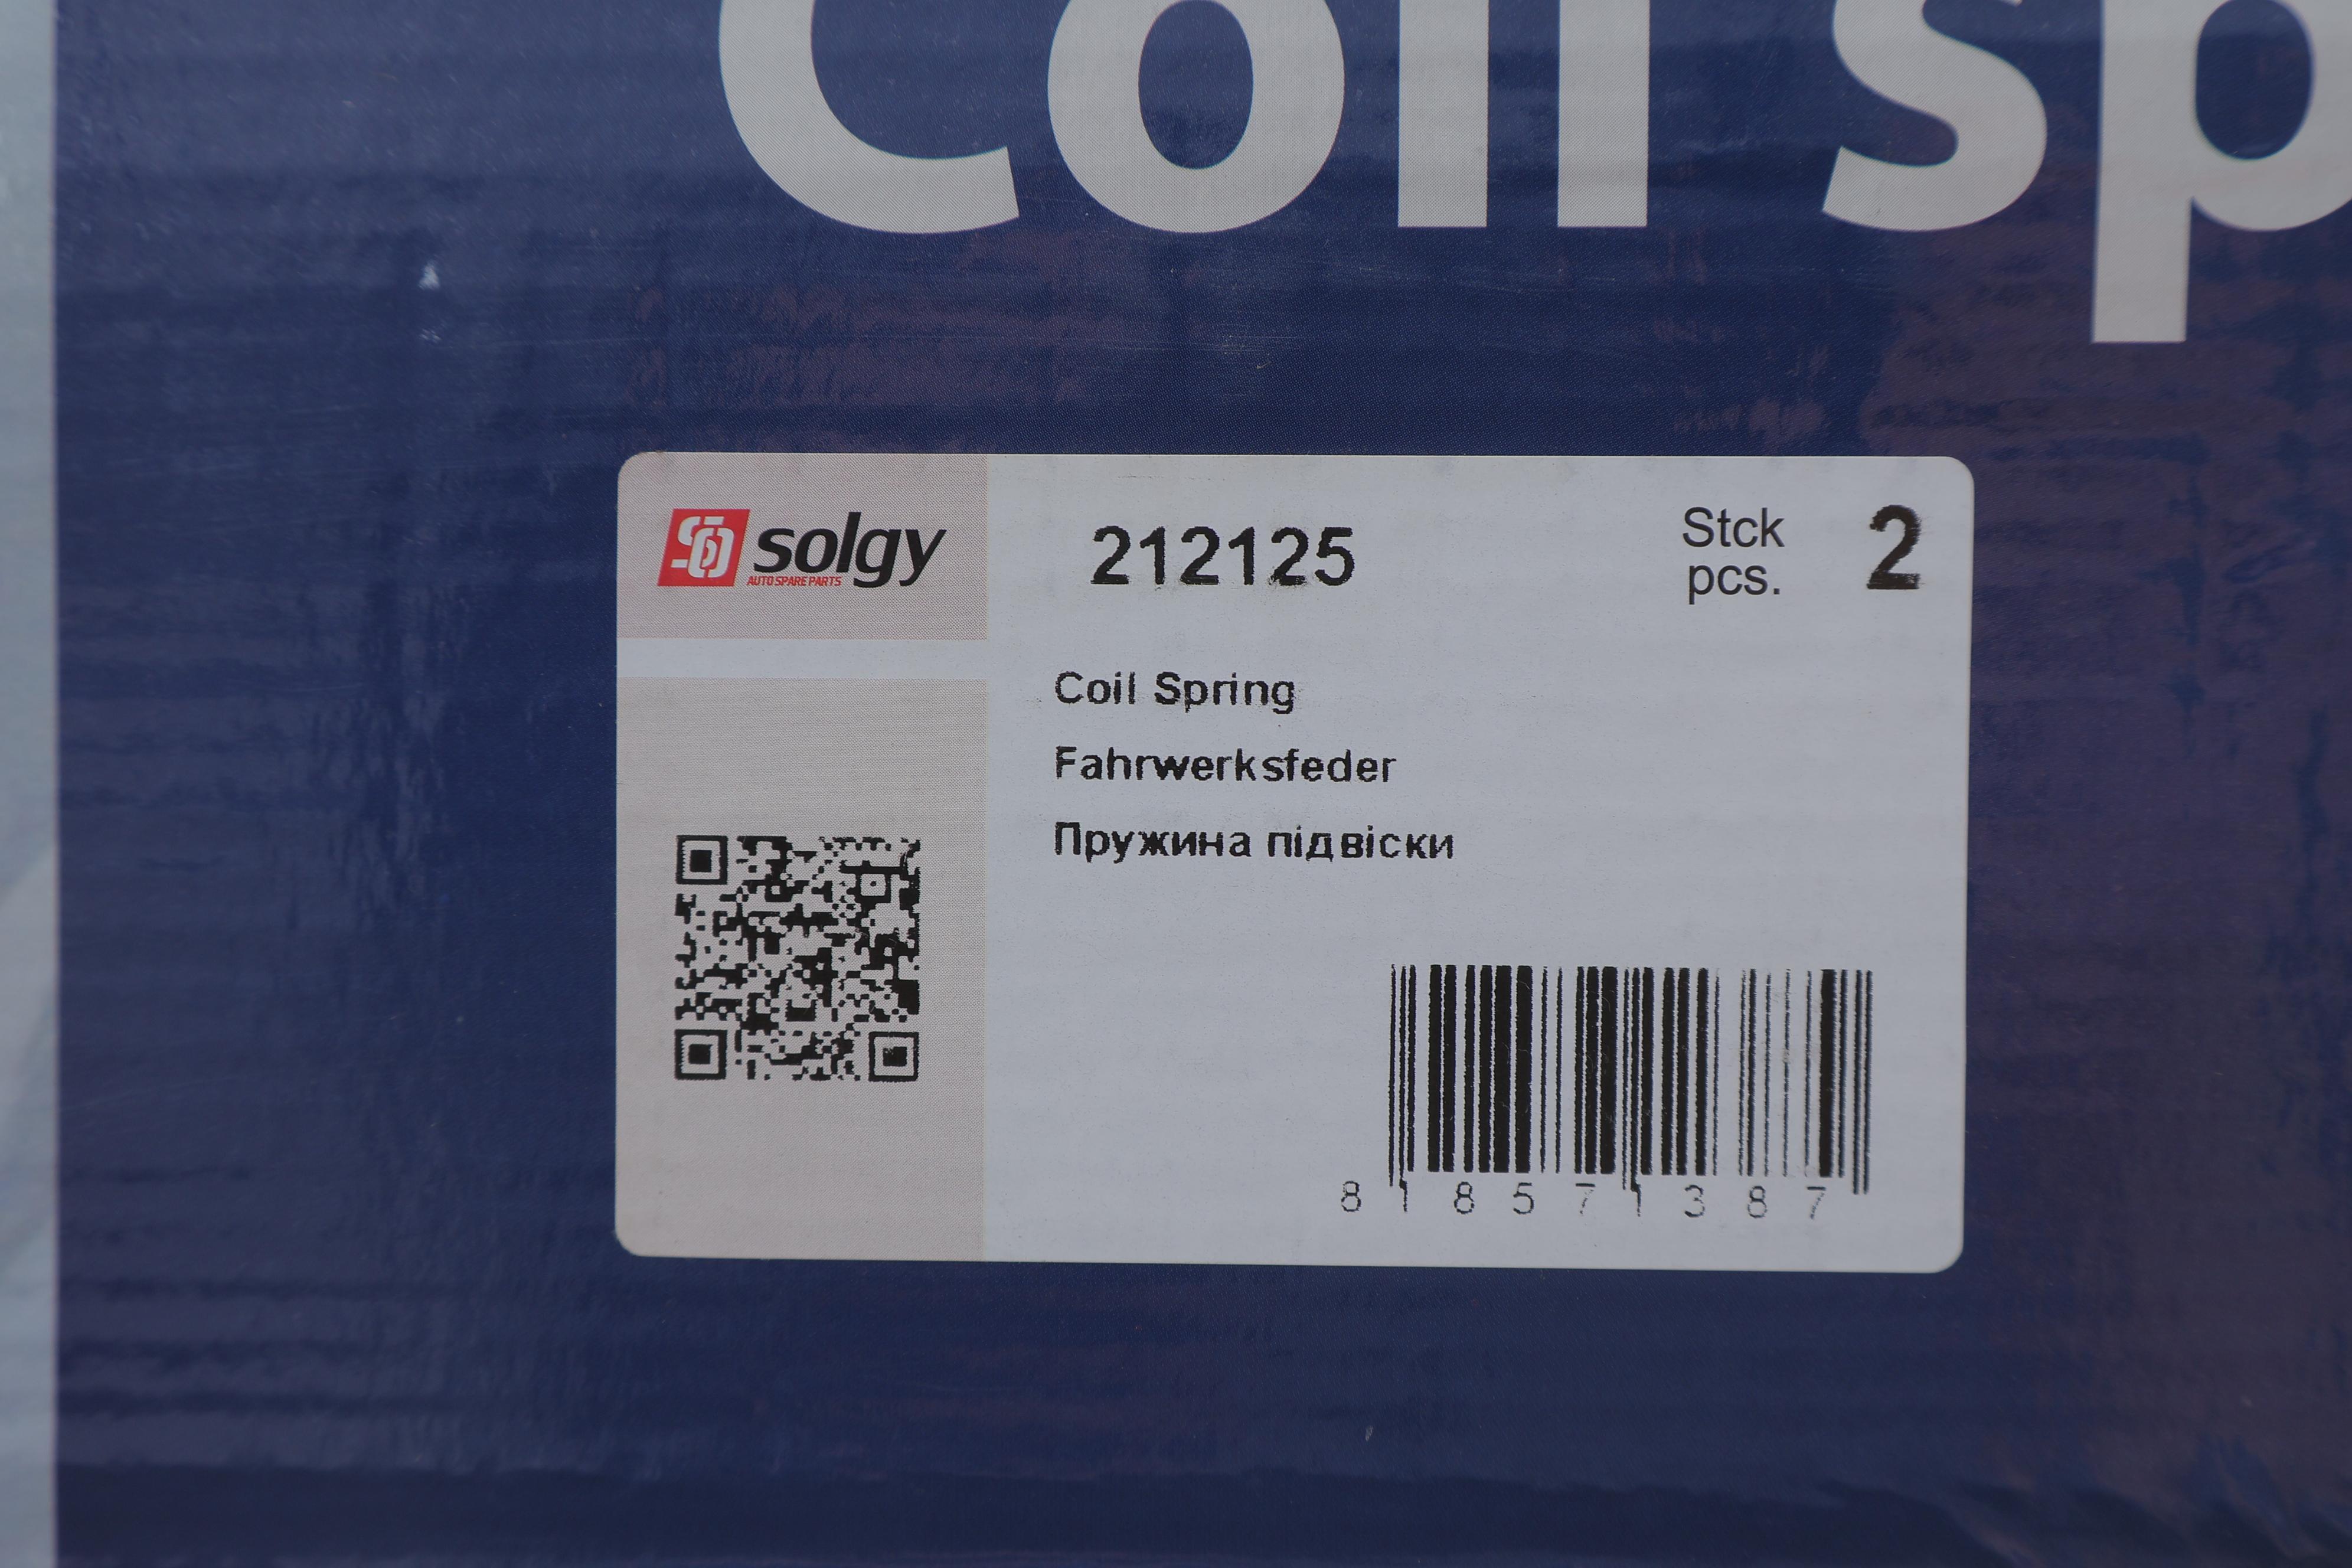 Coil sp
solgy
AUTO SPARE PARTS
212125
Stck
pcs.
2
Coil Spring
Fahrwerksfeder
Пружина підвіски
8 1 8 5 7 1 3 8 7